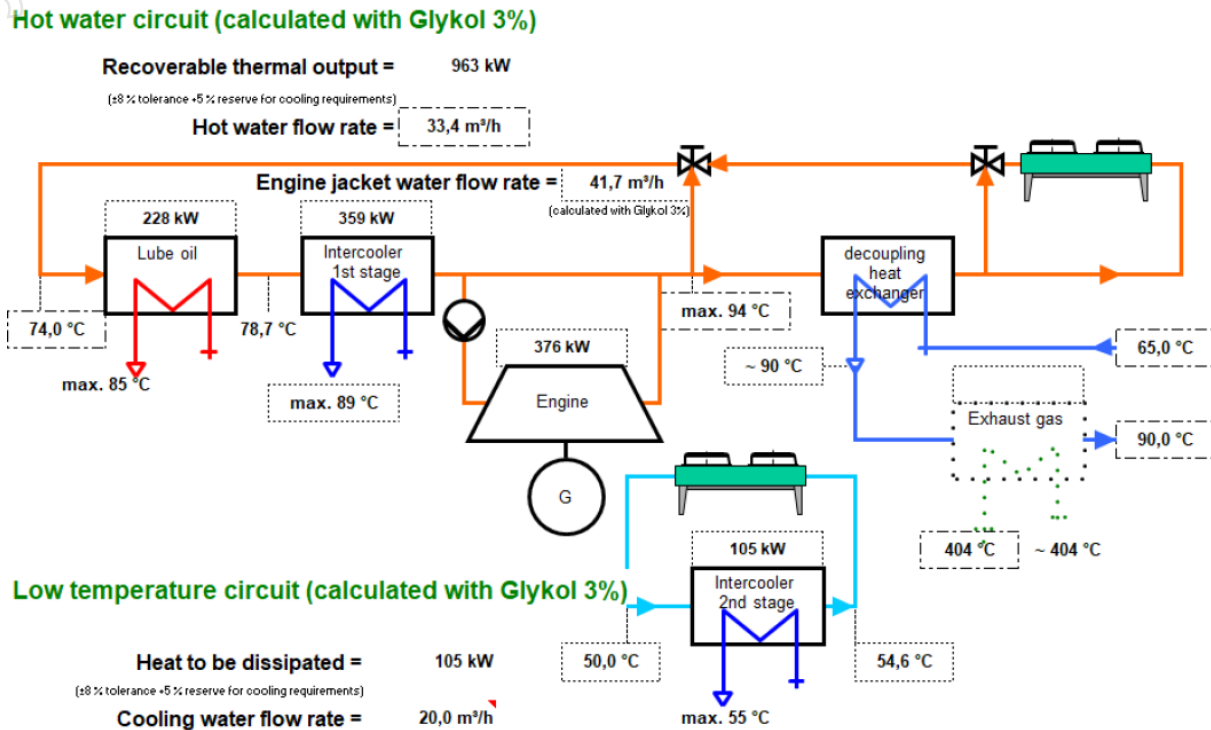 Hot water circuit (calculated with Glykol 3%)
Recoverable thermal output = 963 kW
(±8 % tolerance +5 % reserve for cooling requirements)
Hot water flow rate = 33,4 m³/h
Engine jacket water flow rate = 41,7 m³/h
(calculated with Glykol 3%)
228 kW
359 kW
Lube oil
Intercooler
1st stage
decoupling
heat
exchanger
74,0 °C
78,7 °C
max. 94 °C
max. 85 °C
max. 89 °C
376 kW
Engine
G
~ 90 °C
65,0 °C
Exhaust gas
90,0 °C
404 °C
~ 404 °C
105 kW
Intercooler
2nd stage
50,0 °C
54,6 °C
max. 55 °C
Low temperature circuit (calculated with Glykol 3%)
Heat to be dissipated = 105 kW
(±8 % tolerance +5 % reserve for cooling requirements)
Cooling water flow rate = 20,0 m³/h